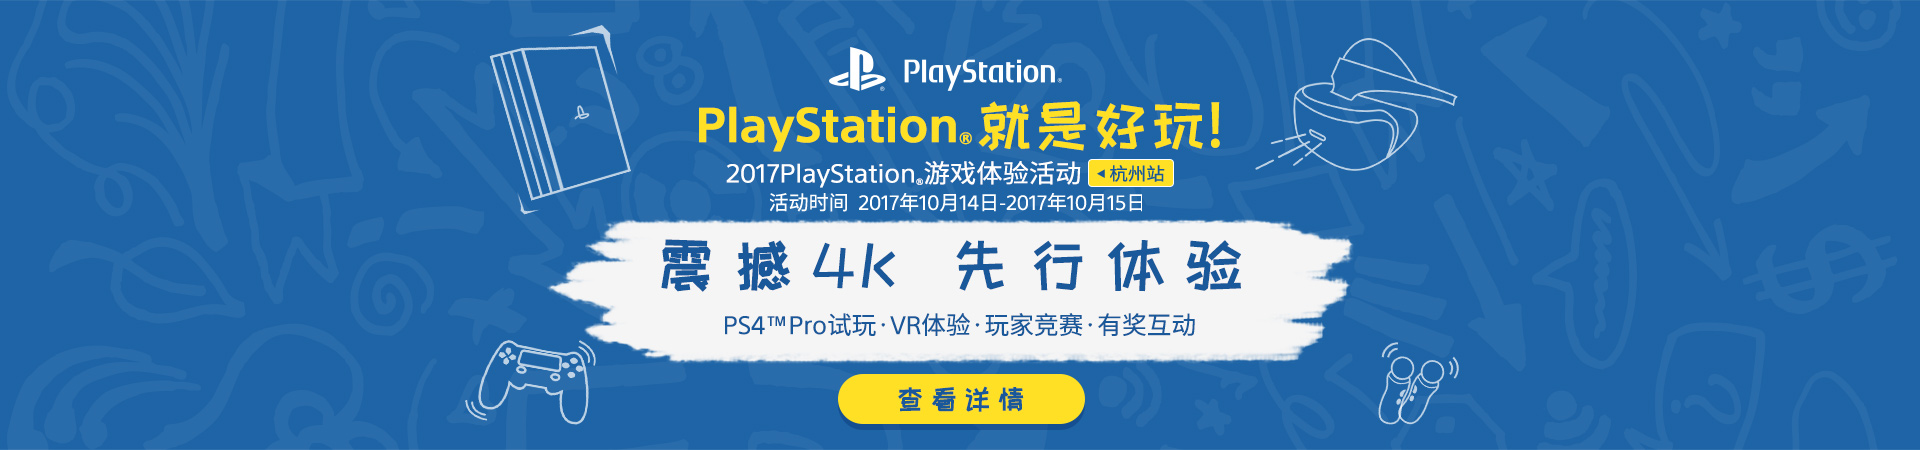 PlayStation®
PlayStation®就是好玩!
2017PlayStation®游戏体验活动 ◀杭州站
活动时间 2017年10月14日-2017年10月15日
震撼4K 先行体验
PS4™Pro试玩·VR体验·玩家竞赛·有奖互动
查看详情